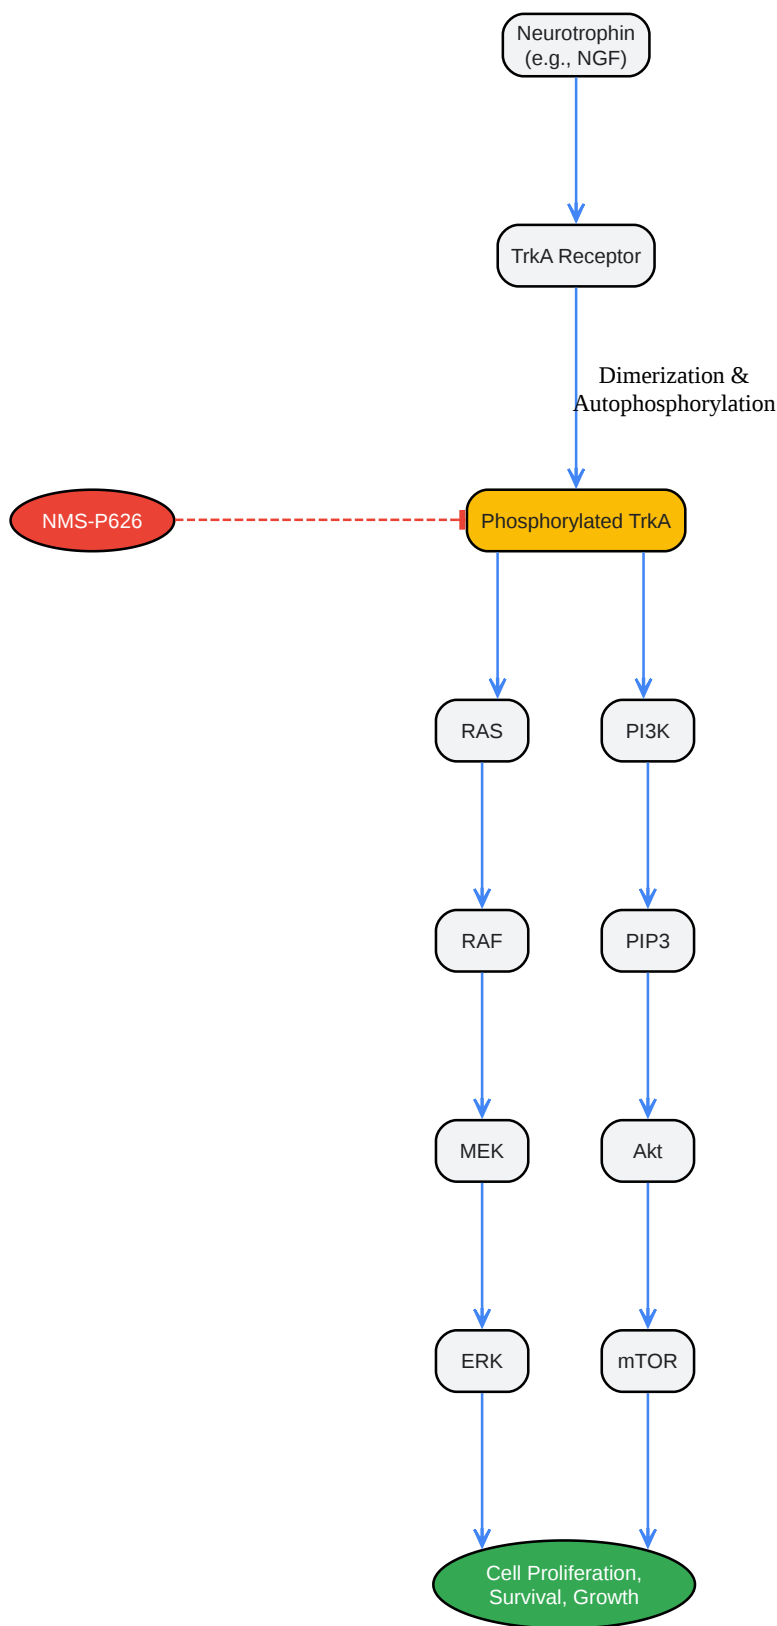 Neurotrophin
(e.g., NGF)
TrkA Receptor
Dimerization &
Autophosphorylation
NMS-P626
Phosphorylated TrkA
RAS
PI3K
RAF
PIP3
MEK
Akt
ERK
mTOR
Cell Proliferation,
Survival, Growth